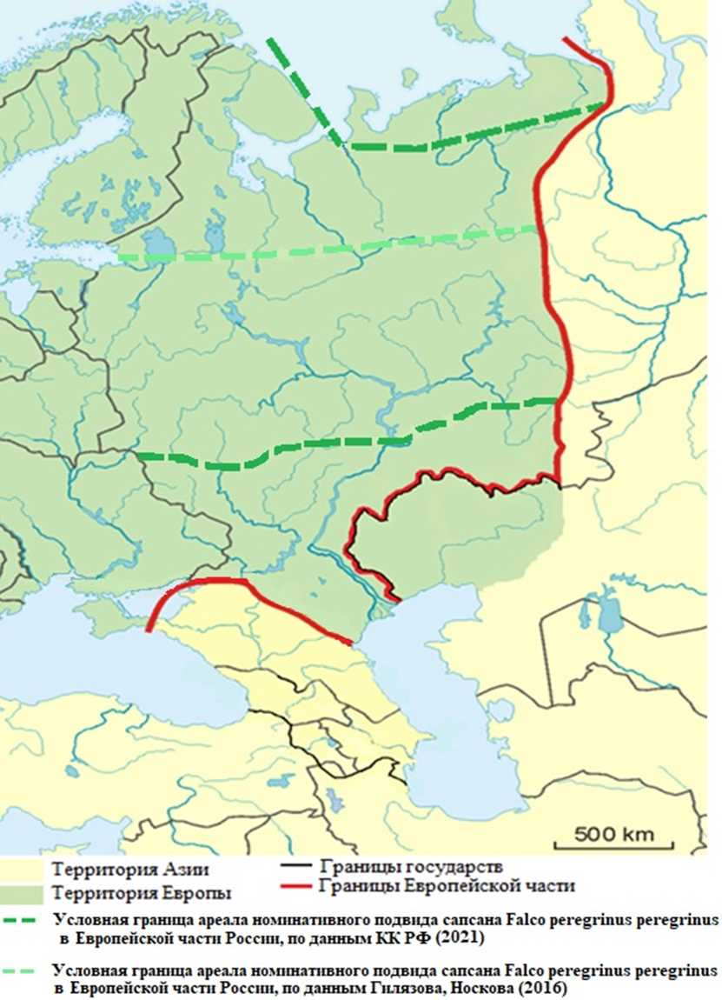 500 km
Территория Азии
Границы государств
Территория Европы
Границы Европейской части
Условная граница ареала номинативного подвида сапсана Falco peregrinus peregrinus
в Европейской части России, по данным КК РФ (2021)
Условная граница ареала номинативного подвида сапсана Falco peregrinus peregrinus
в Европейской части России, по данным Гилязова, Носкова (2016)